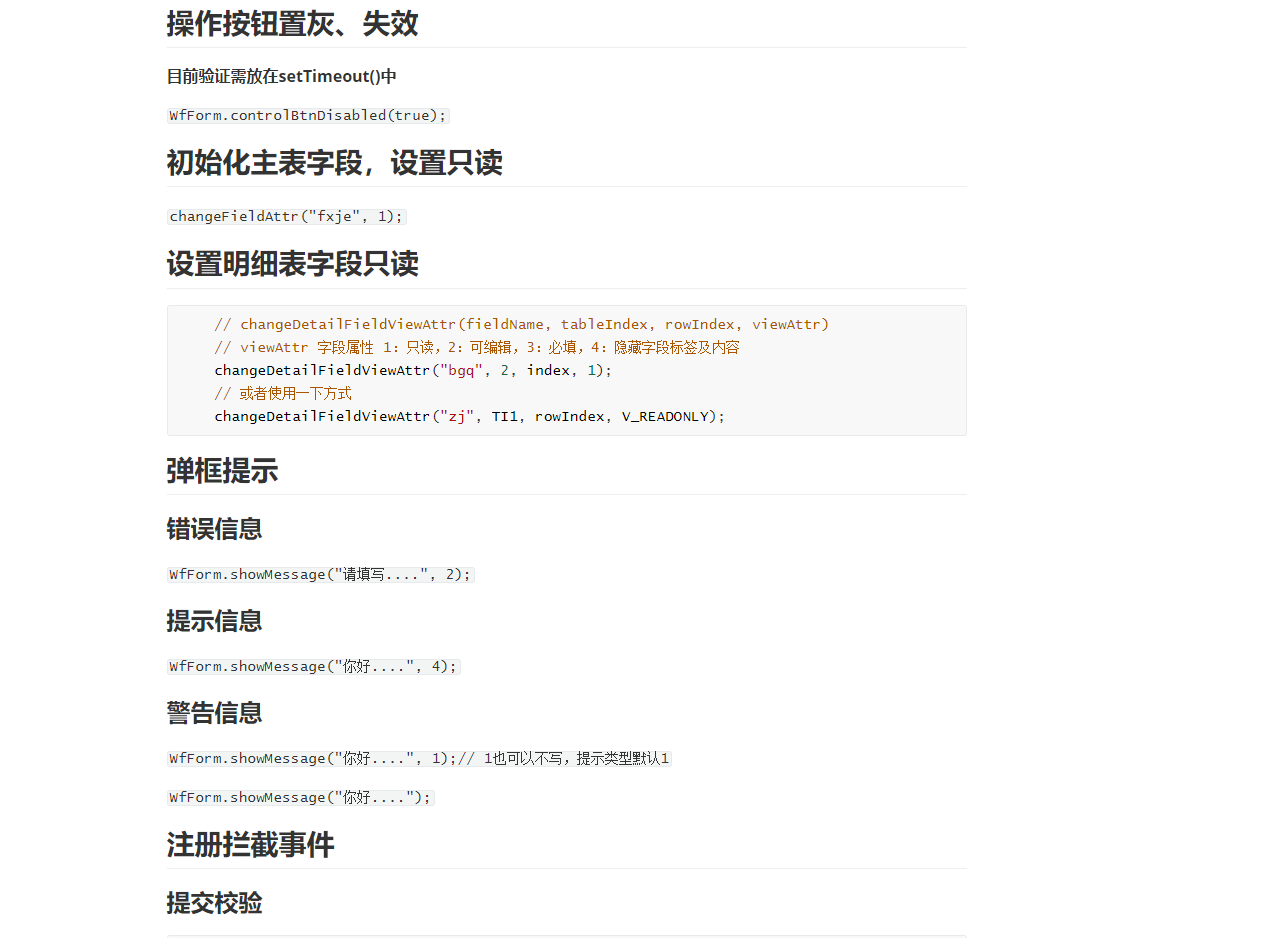 操作按钮置灰、失效
目前验证需放在setTimeout()中
WfForm.controlBtnDisabled(true);
初始化主表字段，设置只读
changeFieldAttr("fxje", 1);
设置明细表字段只读
// changeDetailFieldViewAttr(fieldName, tableIndex, rowIndex, viewAttr)
// viewAttr 字段属性 1：只读，2：可编辑，3：必填，4：隐藏字段标签及内容
changeDetailFieldViewAttr("bgq", 2, index, 1);
// 或者使用一下方式
changeDetailFieldViewAttr("zj", TI1, rowIndex, V_READONLY);
弹框提示
错误信息
WfForm.showMessage("请填写....", 2);
提示信息
WfForm.showMessage("你好....", 4);
警告信息
WfForm.showMessage("你好....", 1);// 1也可以不写，提示类型默认1
WfForm.showMessage("你好....");
注册拦截事件
提交校验